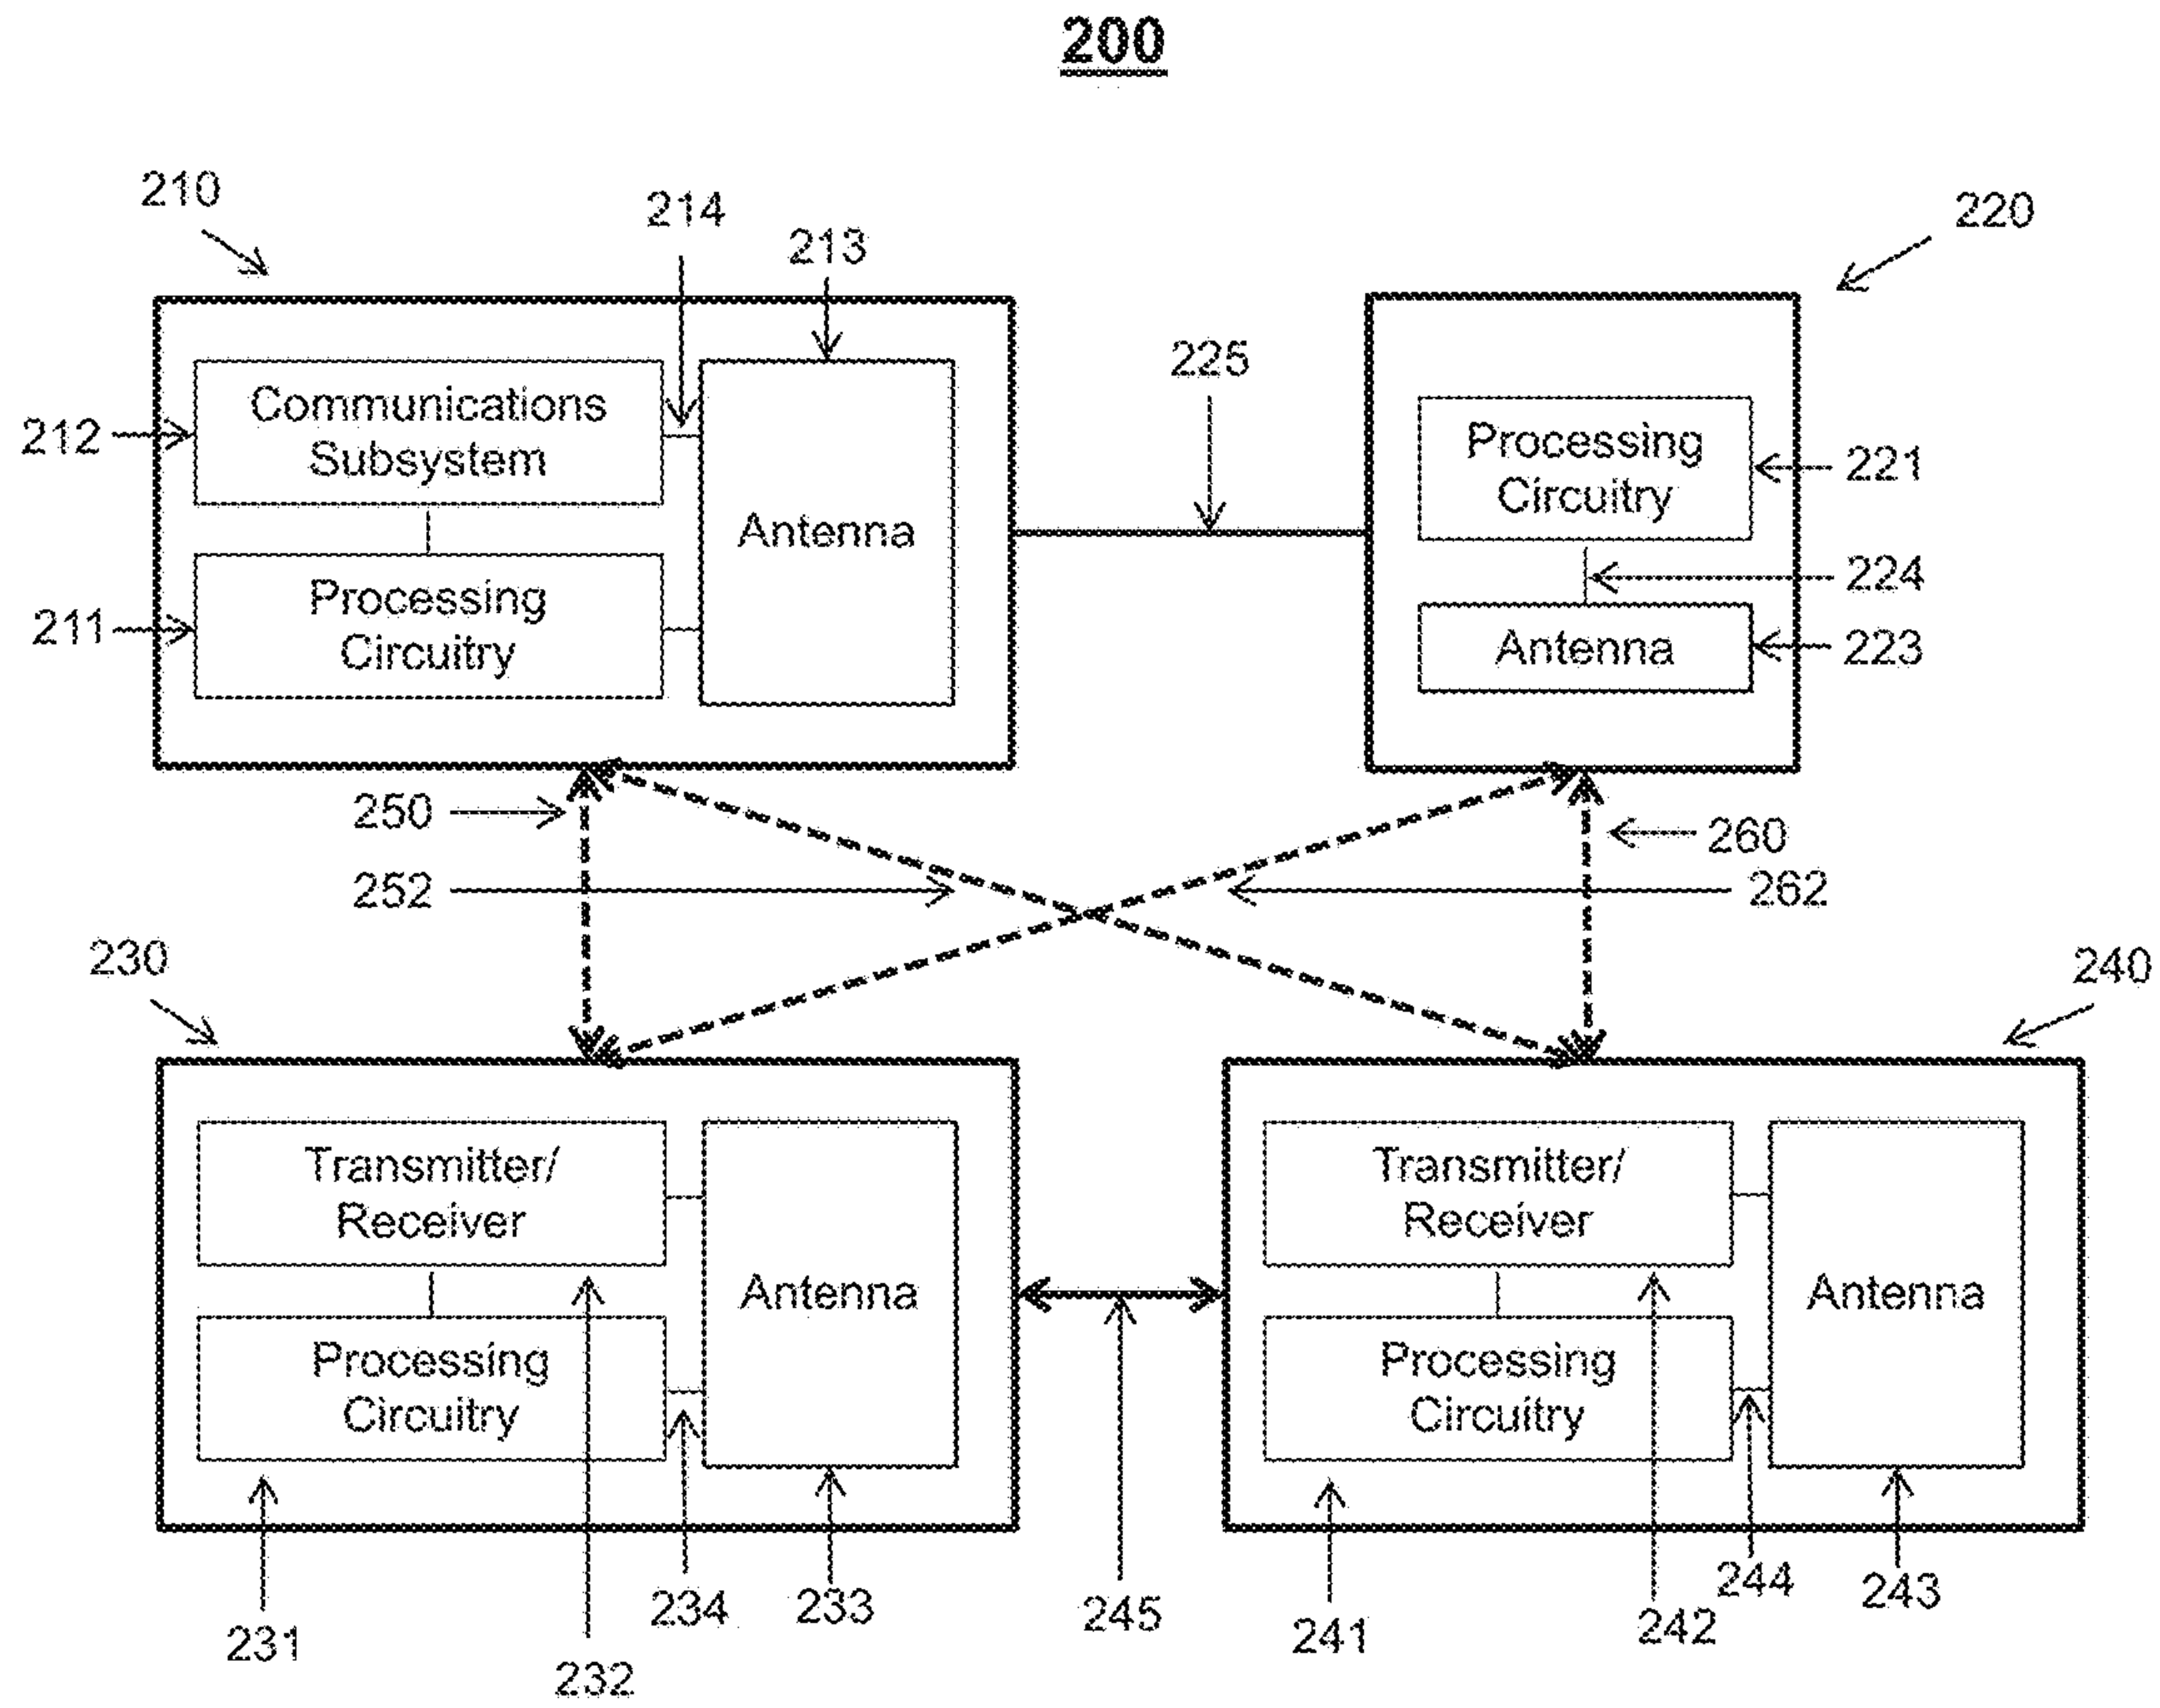 200
210
214
213
220
225
212
Communications
Subsystem
Antenna
Processing
Circuitry
221
211
Processing
Circuitry
224
Antenna
223
250
260
252
262
230
240
Transmitter/
Receiver
Antenna
Processing
Circuitry
Transmitter/
Receiver
Antenna
Processing
Circuitry
231
232
234
233
245
241
242
244
243